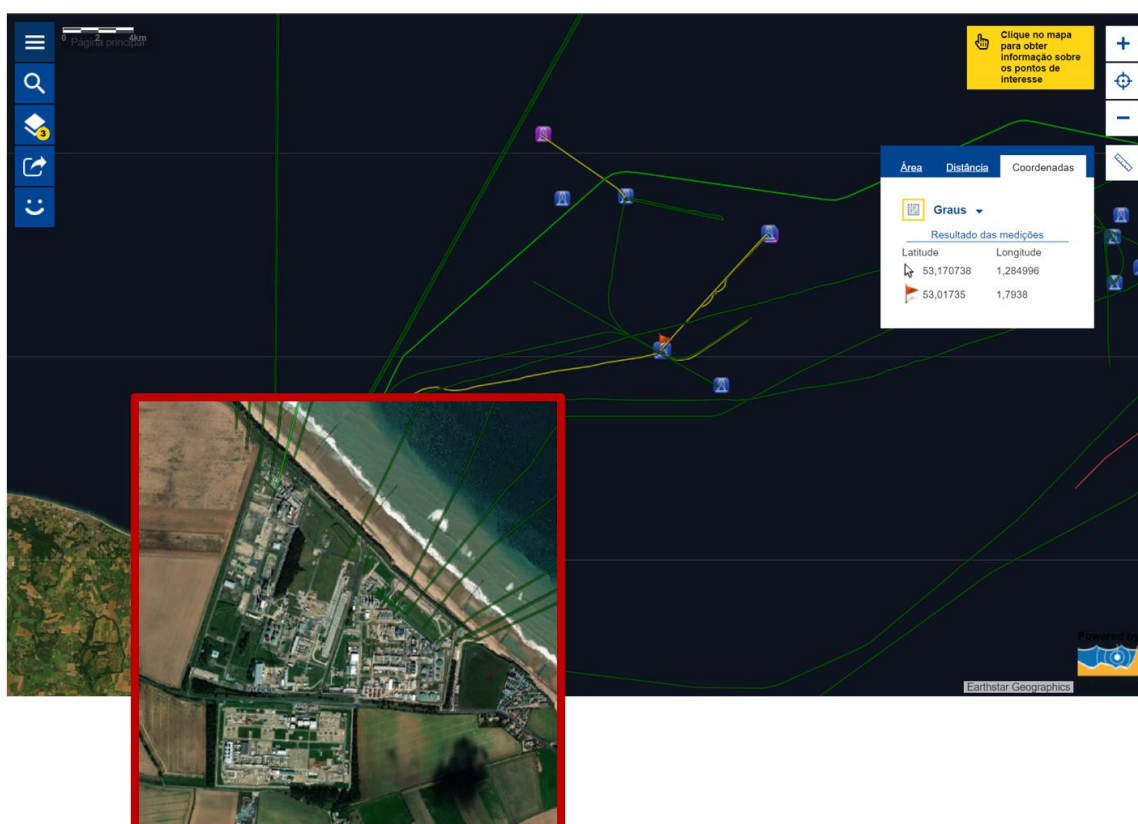 0 2 4km
Página principal
Clique no mapa
para obter
informação sobre
os pontos de
interesse
Área Distância Coordenadas
Graus
Resultado das medições
Latitude Longitude
53,170738 1,284996
53,01735 1,7938
3
Powered by
Earthstar Geographics